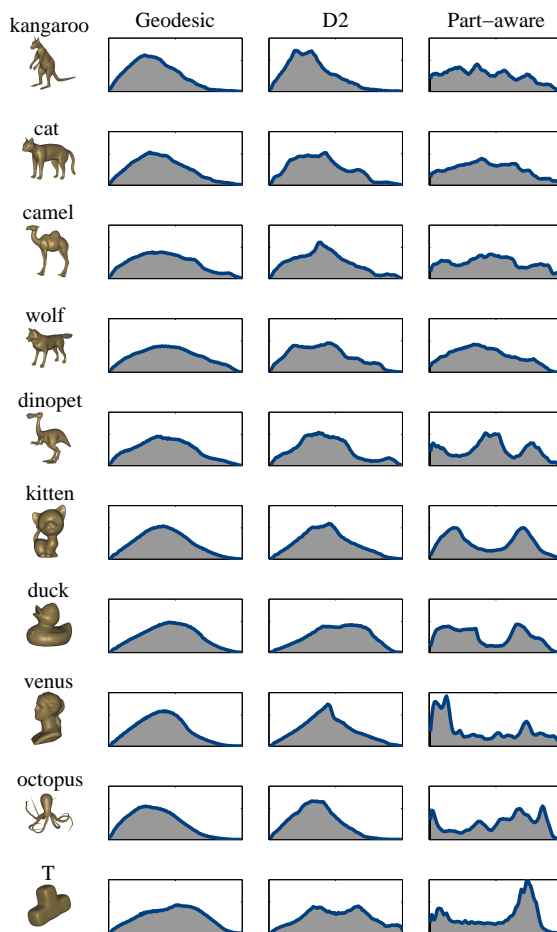 kangaroo Geodesic D2 Part−aware
cat
camel
wolf
dinopet
kitten
duck
venus
octopus
T